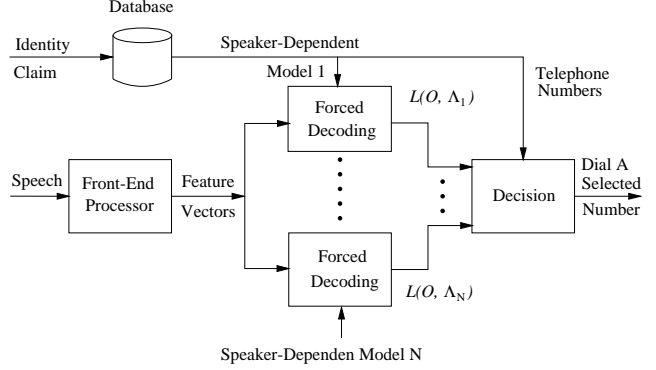 Database
Identity
Claim
Speaker-Dependent
Model 1
Telephone
Numbers
Forced
Decoding
L(O, Λ1)
Speech
Front-End
Processor
Feature
Vectors
Decision
Dial A
Selected
Number
Forced
Decoding
L(O, ΛN)
Speaker-Dependen Model N